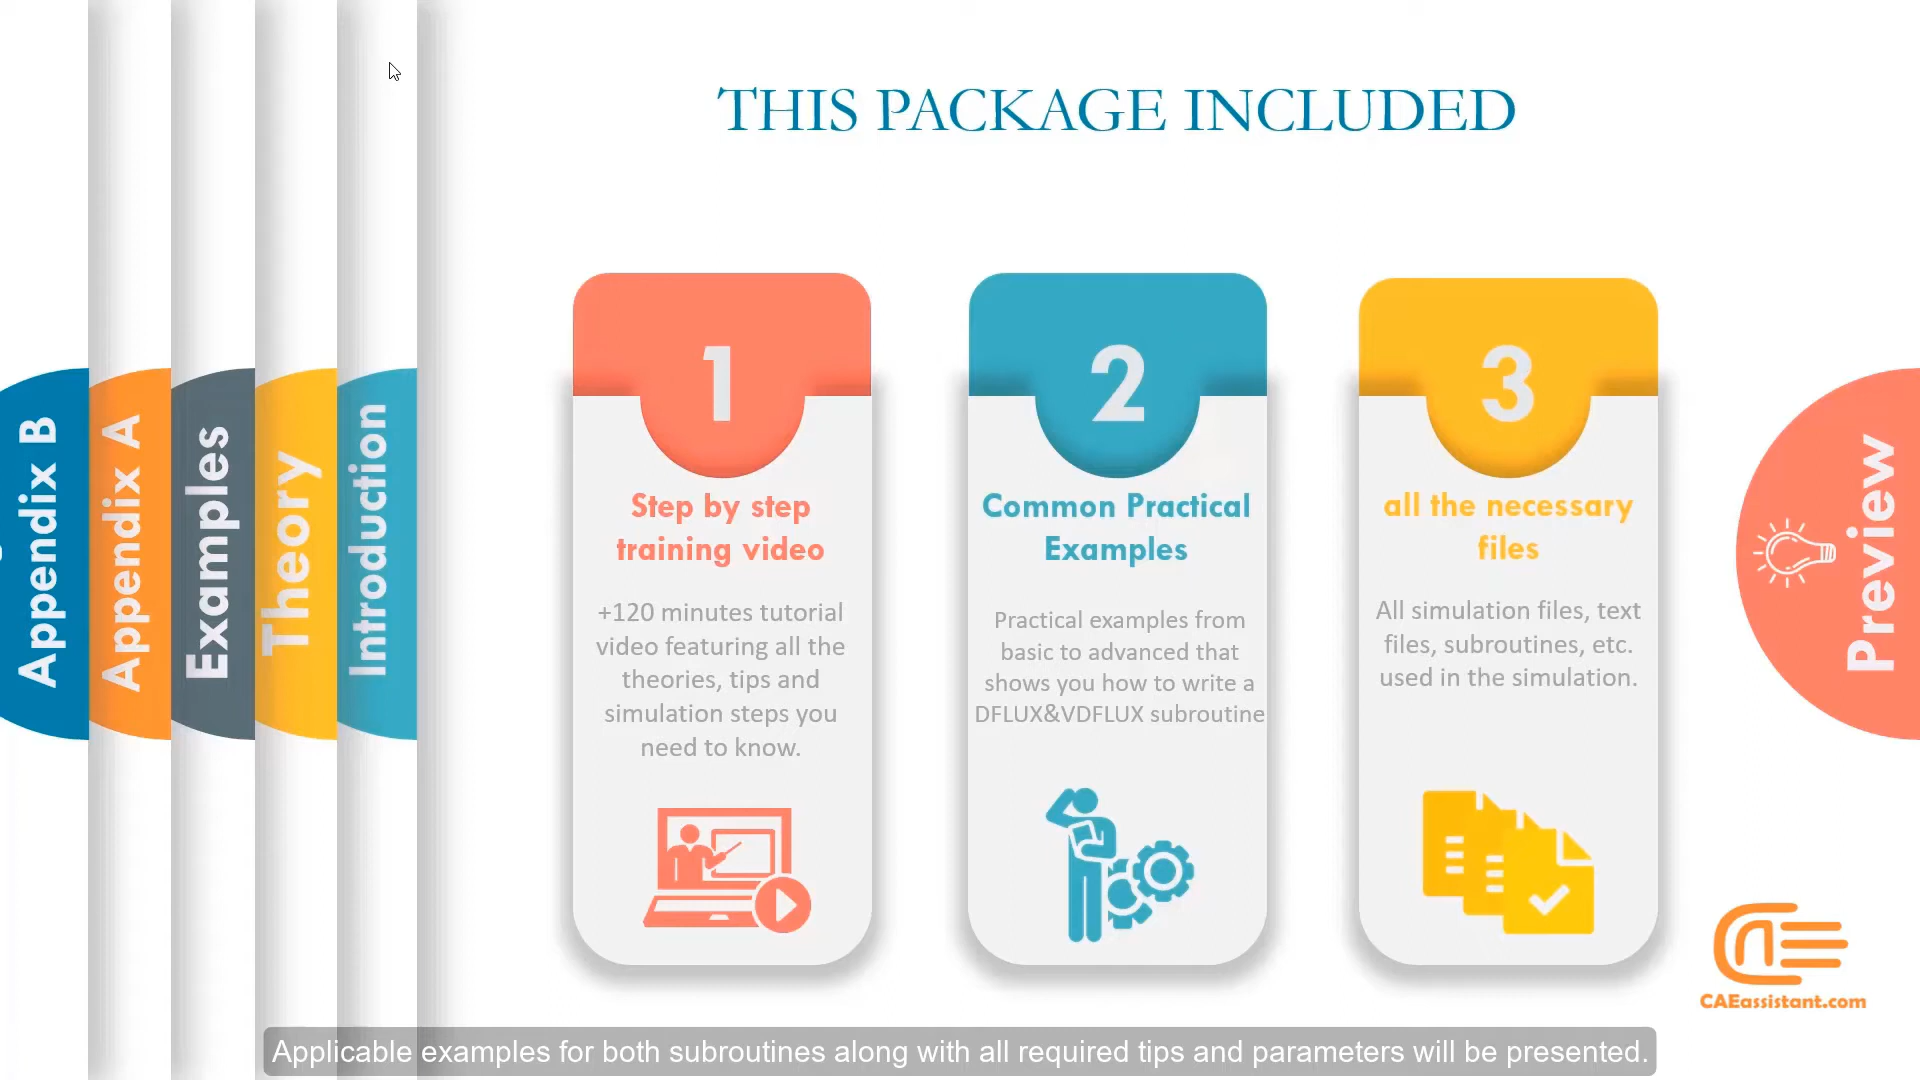 THIS PACKAGE INCLUDED
Appendix B
Appendix A
Examples
Theory
Introduction
1
Step by step
training video
+120 minutes tutorial
video featuring all the
theories, tips and
simulation steps you
need to know.
2
Common Practical
Examples
Practical examples from
basic to advanced that
shows you how to write a
DFLUX&VDFLUX subroutine
3
all the necessary
files
All simulation files, text
files, subroutines, etc.
used in the simulation.
Preview
CAEassistant.com
Applicable examples for both subroutines along with all required tips and parameters will be presented.